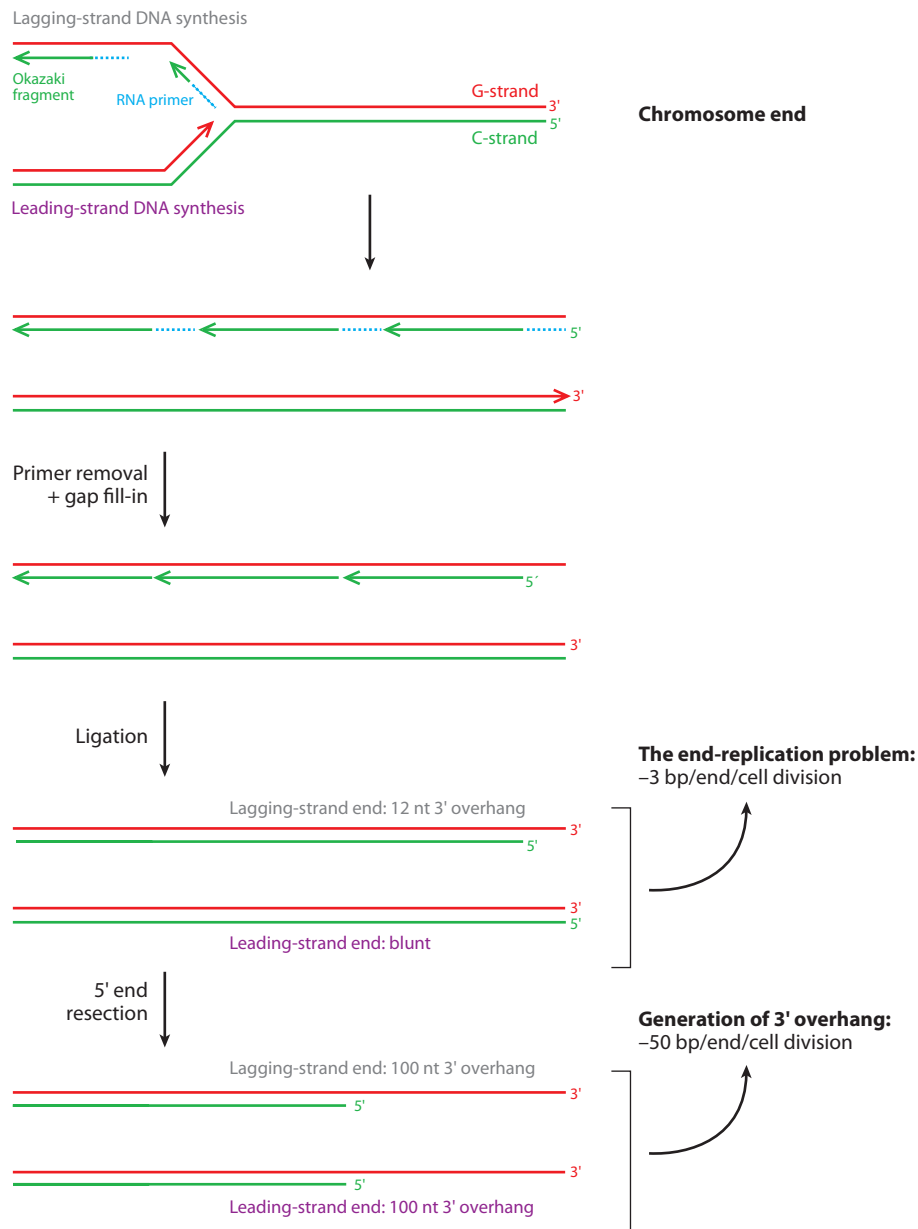 Lagging-strand DNA synthesis
Okazaki
fragment
RNA primer
G-strand
3'
5'
C-strand
Chromosome end
Leading-strand DNA synthesis
5'
3'
Primer removal
+ gap fill-in
5´
3'
Ligation
The end-replication problem:
–3 bp/end/cell division
Lagging-strand end: 12 nt 3' overhang
3'
5'
3'
5'
Leading-strand end: blunt
5' end
resection
Generation of 3' overhang:
–50 bp/end/cell division
Lagging-strand end: 100 nt 3' overhang
3'
5'
3'
5'
Leading-strand end: 100 nt 3' overhang